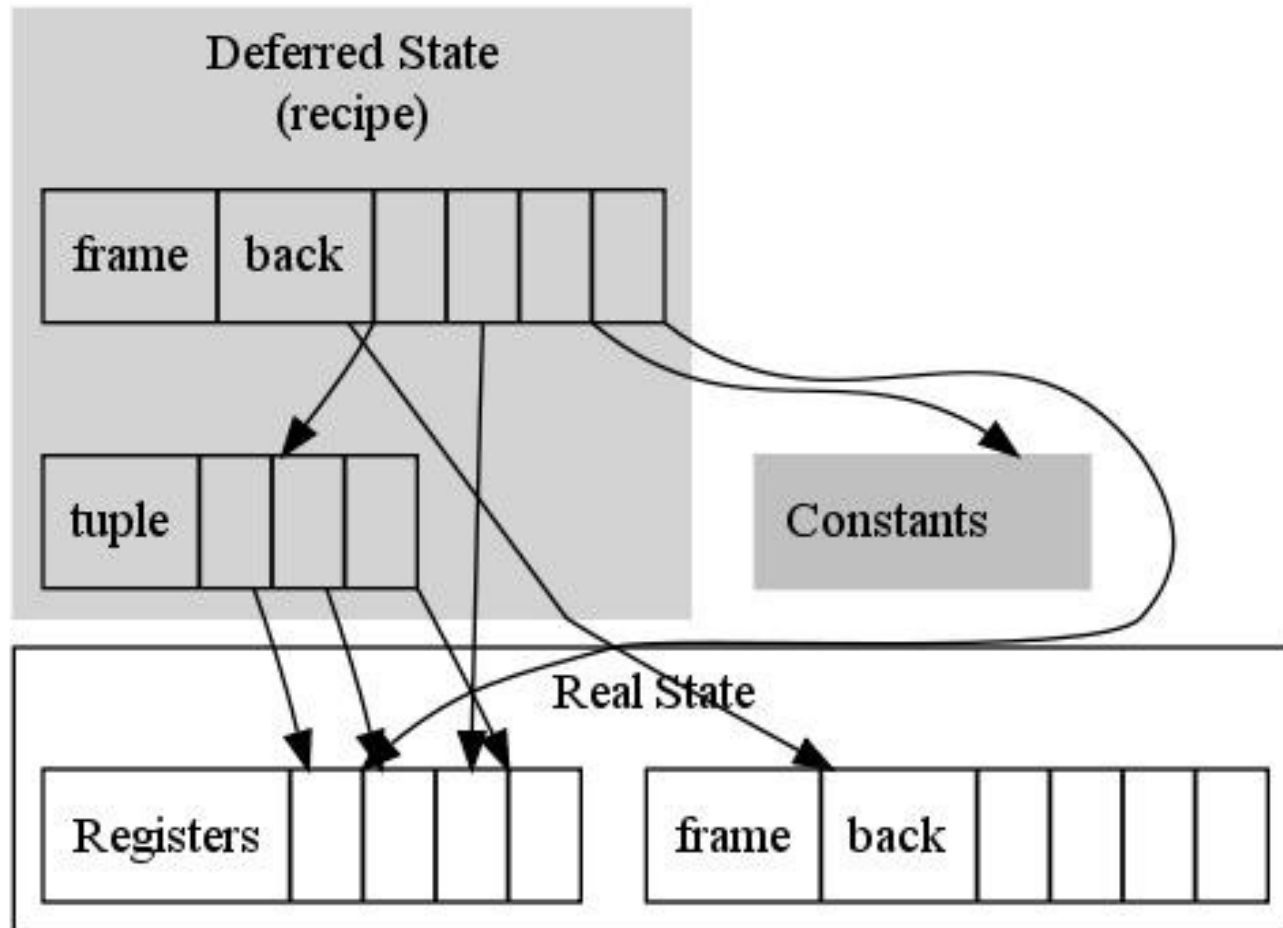 Deferred State
(recipe)
frame back
tuple
Constants
Real State
Registers
frame back